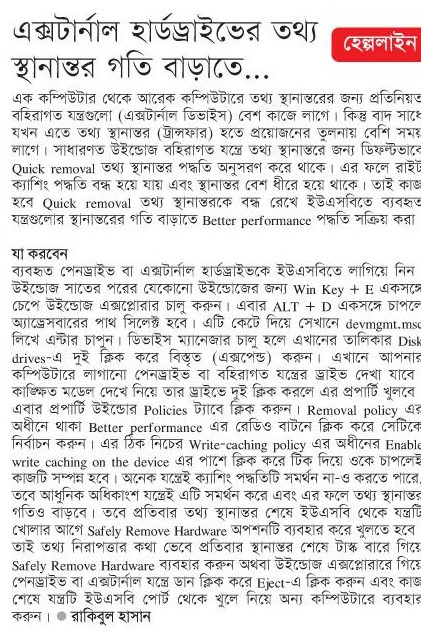 এক্সটার্নাল হার্ডড্রাইভের তথ্য
স্থানান্তর গতি বাড়াতে...
হেল্পলাইন
এক কম্পিউটার থেকে আরেক কম্পিউটারে তথ্য স্থানান্তরের জন্য প্রতিনিয়ত
বহিরাগত যন্ত্রগুলো (এক্সটার্নাল ডিভাইস) বেশ কাজে লাগে। কিন্তু বাদ সাধে
যখন এতে তথ্য স্থানান্তর (ট্রান্সফার) হতে প্রয়োজনের তুলনায় বেশি সময়
লাগে। সাধারণত উইন্ডোজ বহিরাগত যন্ত্রে তথ্য স্থানান্তরে জন্য ডিফল্টভাবে
Quick removal তথ্য স্থানান্তর পদ্ধতি অনুসরণ করে থাকে। এর ফলে রাইট
ক্যাশিং পদ্ধতি বন্ধ হয়ে যায় এবং স্থানান্তর বেশ ধীরে হয়ে থাকে। তাই কাজ
হবে Quick removal তথ্য স্থানান্তরকে বন্ধ রেখে ইউএসবিতে ব্যবহৃত
যন্ত্রগুলোর স্থানান্তরের গতি বাড়াতে Better performance পদ্ধতি সক্রিয় করা
যা করবেন
ব্যবহৃত পেনড্রাইভ বা এক্সটার্নাল হার্ডড্রাইভকে ইউএসবিতে লাগিয়ে নিন
উইন্ডোজ সাতের পরের যেকোনো উইন্ডোজের জন্য Win Key + E একসঙ্গে
চেপে উইন্ডোজ এক্সপ্লোরার চালু করুন। এবার ALT + D একসঙ্গে চাপলে
অ্যাড্রেসবারের পাথ সিলেক্ট হবে। এটি কেটে দিয়ে সেখানে devmgmt.msc
লিখে এন্টার চাপুন। ডিভাইস ম্যানেজার চালু হলে এখানের তালিকার Disk
drives-এ দুই ক্লিক করে বিস্তৃত (এক্সপেন্ড) করুন। এখানে আপনার
কম্পিউটারে লাগানো পেনড্রাইভ বা বহিরাগত যন্ত্রের ড্রাইভ দেখা যাবে
কাঙ্ক্ষিত মডেল দেখে নিয়ে তার ড্রাইভে দুই ক্লিক করলে এর প্রপার্টি খুলবে
এবার প্রপার্টি উইন্ডোর Policies ট্যাবে ক্লিক করুন। Removal policy এর
অধীনে থাকা Better performance এর রেডিও বাটনে ক্লিক করে সেটিকে
নির্বাচন করুন। এর ঠিক নিচের Write-caching policy এর অধীনের Enable
write caching on the device এর পাশে ক্লিক করে টিক দিয়ে ওকে চাপলেই
কাজটি সম্পন্ন হবে। অনেক যন্ত্রেই ক্যাশিং পদ্ধতিটি সমর্থন না-ও করতে পারে.
তবে আধুনিক অধিকাংশ যন্ত্রেই এটি সমর্থন করে এবং এর ফলে তথ্য স্থানান্তর
গতিও বাড়বে। তবে প্রতিবার তথ্য স্থানান্তর শেষে ইউএসবি থেকে যন্ত্রটি
খোলার আগে Safely Remove Hardware অপশনটি ব্যবহার করে খুলতে হবে
তাই তথ্য নিরাপত্তার কথা ভেবে প্রতিবার স্থানান্তর শেষে টাস্ক বারে গিয়ে
Safely Remove Hardware ব্যবহার করুন অথবা উইন্ডোজ এক্সপ্লোরারে গিয়ে
পেনড্রাইভ বা এক্সটার্নাল যন্ত্রে ডান ক্লিক করে Eject-এ ক্লিক করুন এবং কাজ
শেষে যন্ত্রটি ইউএসবি পোর্ট থেকে খুলে নিয়ে অন্য কম্পিউটারে ব্যবহার
করুন। ● রাকিবুল হাসান